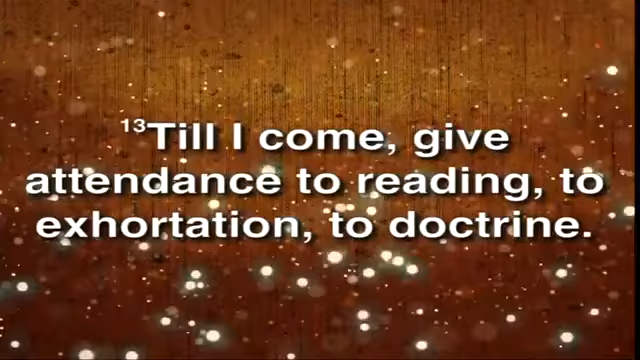 ¹³Till I come, give
attendance to reading, to
exhortation, to doctrine.